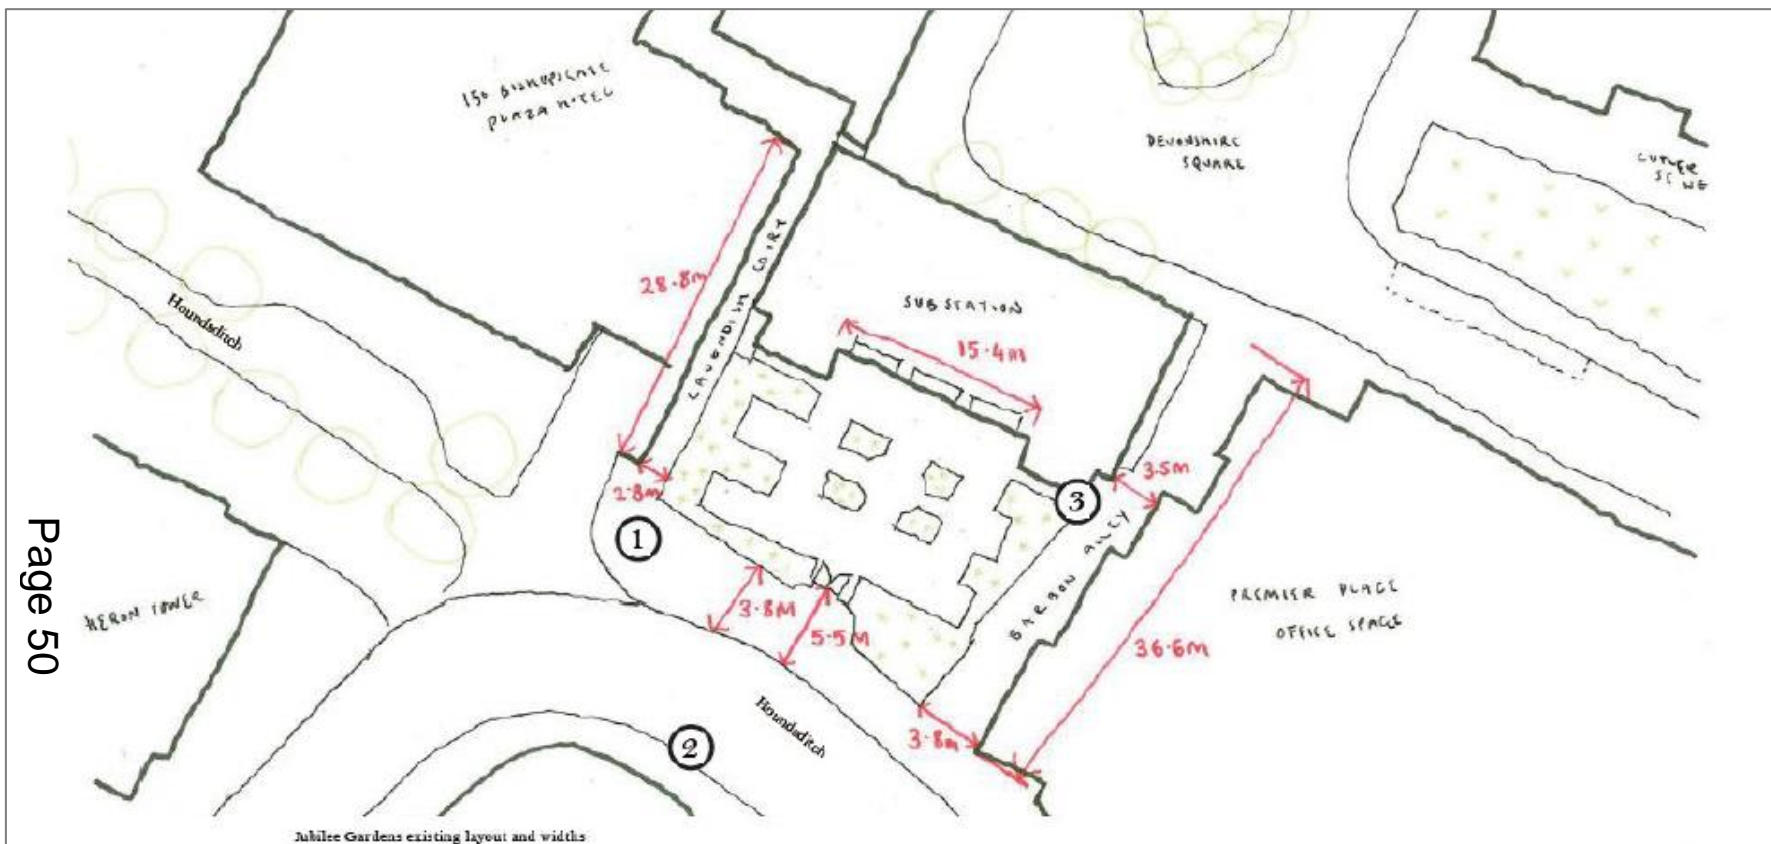 150 BISHOPSGATE
PLAZA HOTEL
DEVONSHIRE
SQUARE
CUTLER
Houndsditch
28.8m
CAVENDISH COURT
SUBSTATION
15.4m
2.8m
3.5m
1
3
BARBON ALLEY
3.8M
5.5M
HERON TOWER
PREMIER PLACE
OFFICE SPACE
36.6m
Houndsditch
3.8m
2
Page 50
Jubilee Gardens existing layout and widths